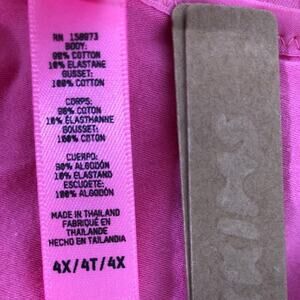 RN 158973
BODY:
90% COTTON
10% ELASTANE
GUSSET:
100% COTTON
CORPS:
90% COTON
10% ÉLASTHANNE
GOUSSET:
100% COTON
CUERPO:
90% ALGODÓN
10% ELASTANO
ESCUDETE:
100% ALGODÓN
MADE IN THAILAND
FABRIQUÉ EN
THAÏLANDE
HECHO EN TAILANDIA
4X/4T/4X